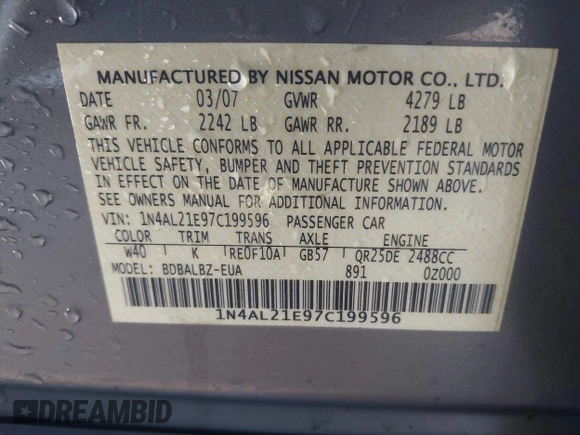 MANUFACTURED BY NISSAN MOTOR CO., LTD.
DATE 03/07 GVWR 4279 LB
GAWR FR. 2242 LB GAWR RR. 2189 LB
THIS VEHICLE CONFORMS TO ALL APPLICABLE FEDERAL MOTOR
VEHICLE SAFETY, BUMPER AND THEFT PREVENTION STANDARDS
IN EFFECT ON THE DATE OF MANUFACTURE SHOWN ABOVE.
SEE OWNERS MANUAL FOR ADDITIONAL INFORMATION.
VIN: 1N4AL21E97C199596 PASSENGER CAR
COLOR TRIM TRANS AXLE ENGINE
W40 K RE0F10A GB57 QR25DE 2488CC
MODEL: BDBALBZ-EUA 891 0Z000
1N4AL21E97C199596
DREAMBID